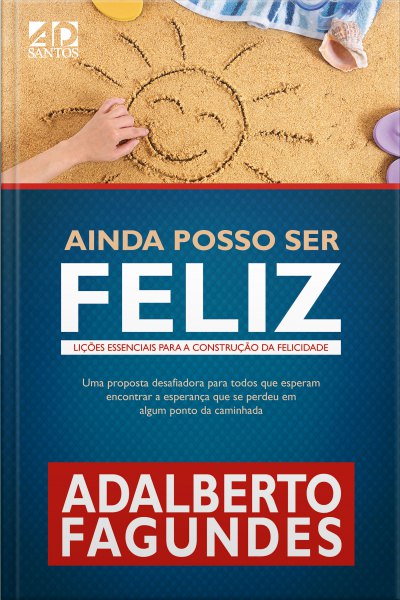 AD
SANTOS
AINDA POSSO SER
FELIZ
LIÇÕES ESSENCIAIS PARA A CONSTRUÇÃO DA FELICIDADE
Uma proposta desafiadora para todos que esperam
encontrar a esperança que se perdeu em
algum ponto da caminhada
ADALBERTO
FAGUNDES